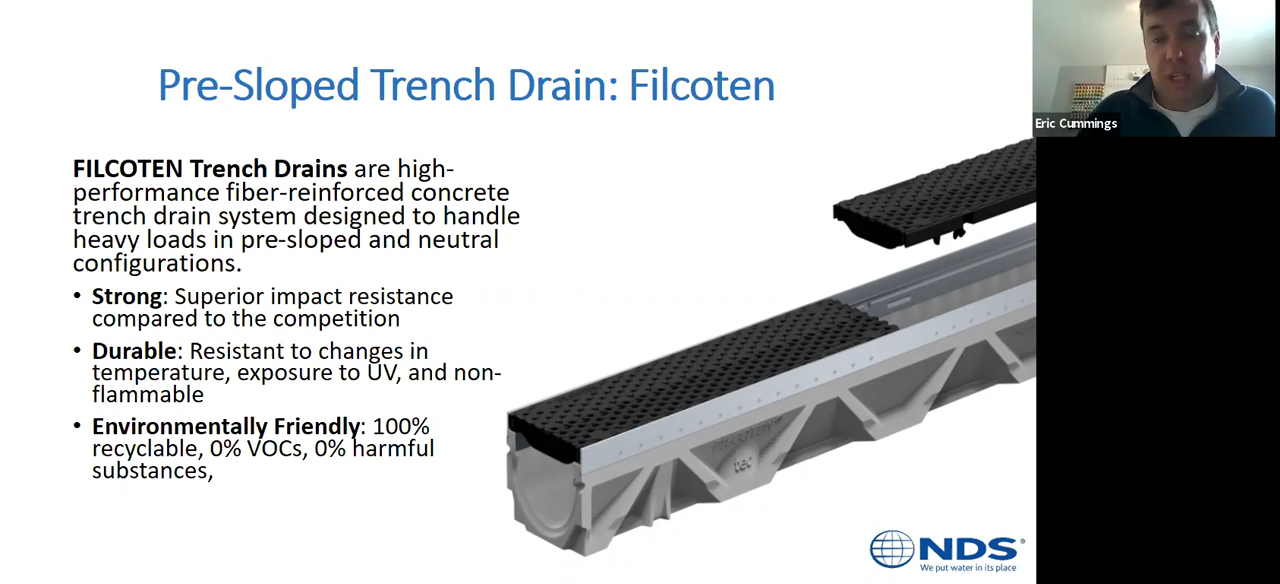 Pre-Sloped Trench Drain: Filcoten
Eric Cummings
FILCOTEN Trench Drains are high-
performance fiber-reinforced concrete
trench drain system designed to handle
heavy loads in pre-sloped and neutral
configurations.
• Strong: Superior impact resistance
compared to the competition
• Durable: Resistant to changes in
temperature, exposure to UV, and non-
flammable
• Environmentally Friendly: 100%
recyclable, 0% VOCs, 0% harmful
substances,
FILCOTEN
tec
NDS®
We put water in its place